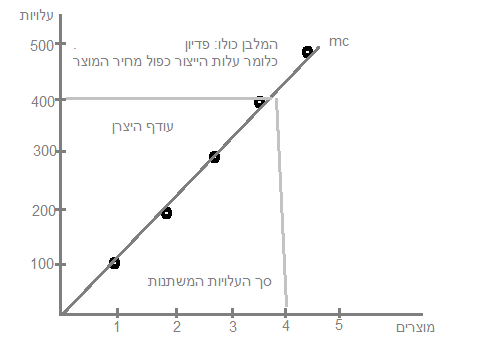 עלויות
500
המלבן כולו: פדיון .
כלומר עלות הייצור כפול מחיר המוצר
mc
400
עודף היצרן
300
200
100
סך העלויות המשתנות
1 2 3 4 5
מוצרים